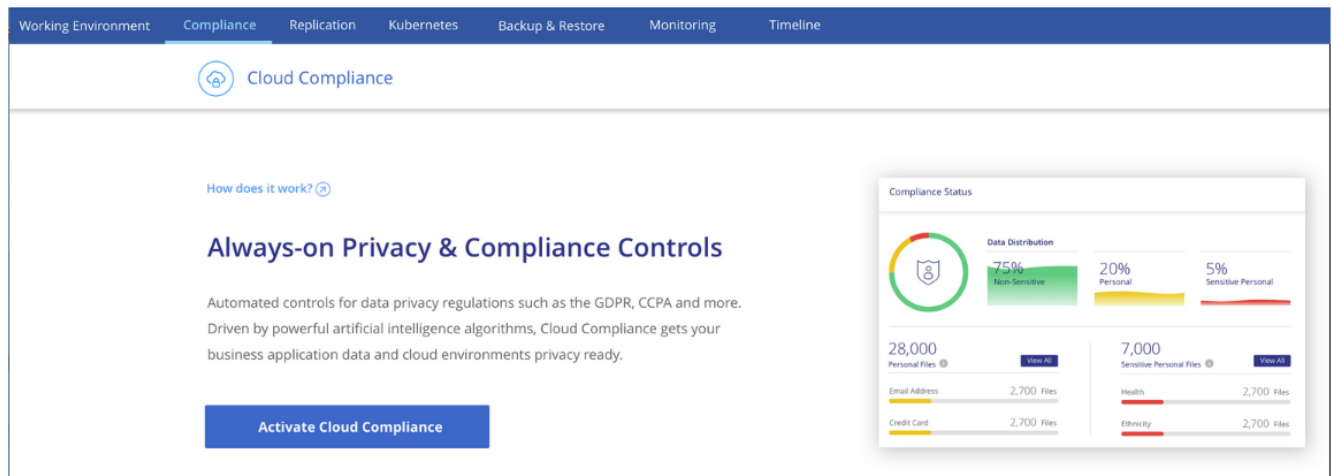 Working Environment Compliance Replication Kubernetes Backup & Restore Monitoring Timeline
Cloud Compliance
How does it work?
Always-on Privacy & Compliance Controls
Automated controls for data privacy regulations such as the GDPR, CCPA and more.
Driven by powerful artificial intelligence algorithms, Cloud Compliance gets your
business application data and cloud environments privacy ready.
Activate Cloud Compliance
Compliance Status
Data Distribution
75% 20% 5%
Non-Sensitive Personal Sensitive Personal
28,000 View All 7,000 View All
Personal Files Sensitive Personal Files
Email Address 2,700 Files Health 2,700 Files
Credit Card 2,700 Files Ethnicity 2,700 Files